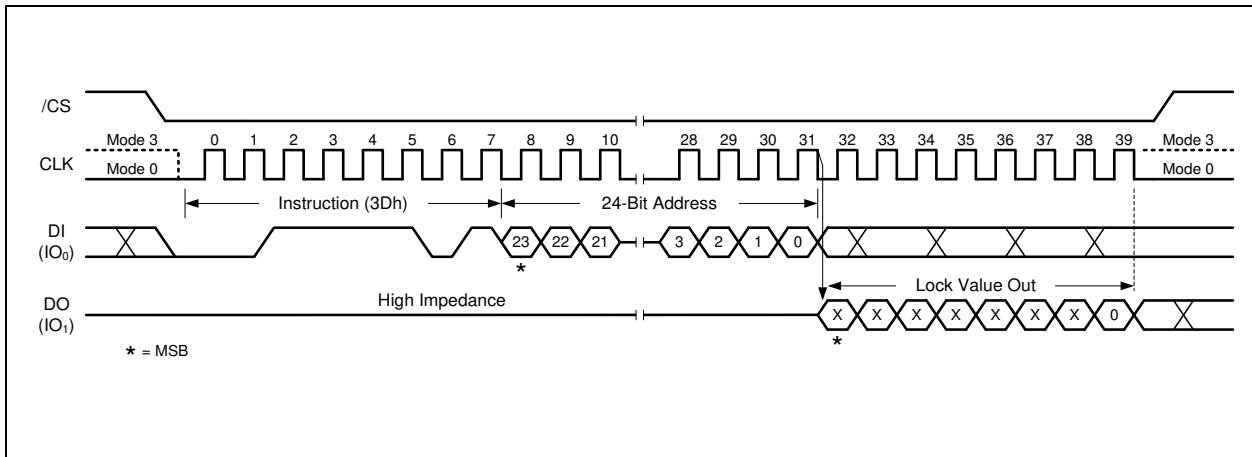 /CS
Mode 3 0 1 2 3 4 5 6 7 8 9 10 28 29 30 31 32 33 34 35 36 37 38 39 Mode 3
CLK Mode 0 Mode 0
Instruction (3Dh) 24-Bit Address
DI
(IO₀) 23 22 21 3 2 1 0
*
Lock Value Out
High Impedance
DO
(IO₁) X X X X X X X 0
*
* = MSB